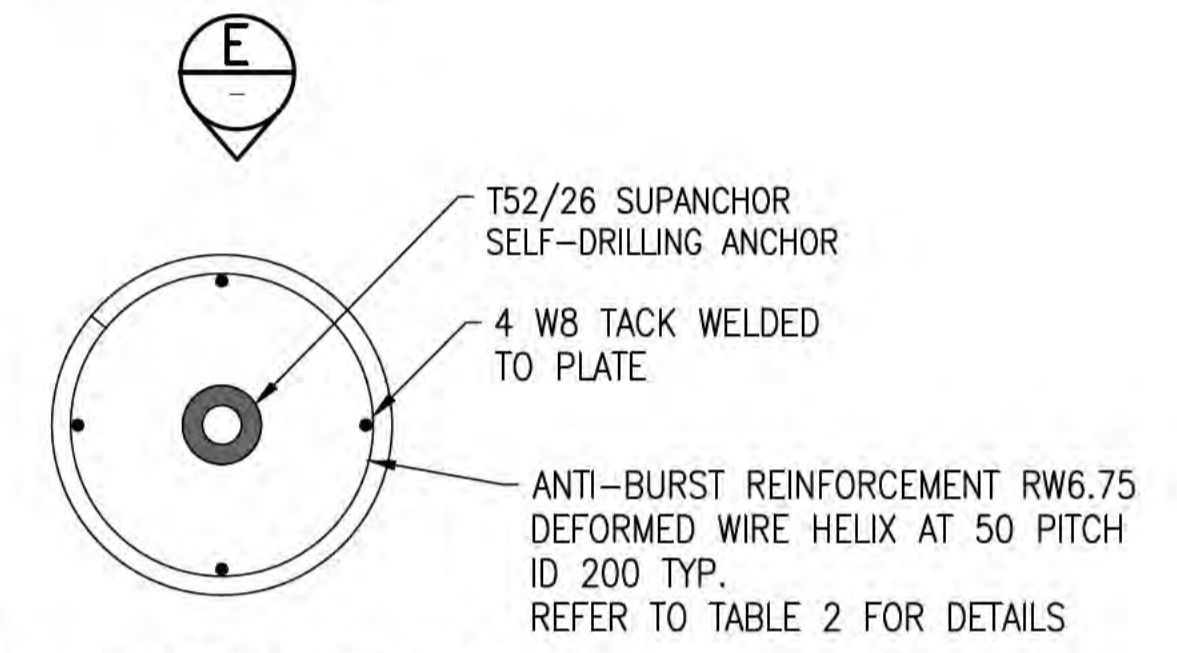 E
-
T52/26 SUPANCHOR
SELF-DRILLING ANCHOR
4 W8 TACK WELDED
TO PLATE
ANTI-BURST REINFORCEMENT RW6.75
DEFORMED WIRE HELIX AT 50 PITCH
ID 200 TYP.
REFER TO TABLE 2 FOR DETAILS